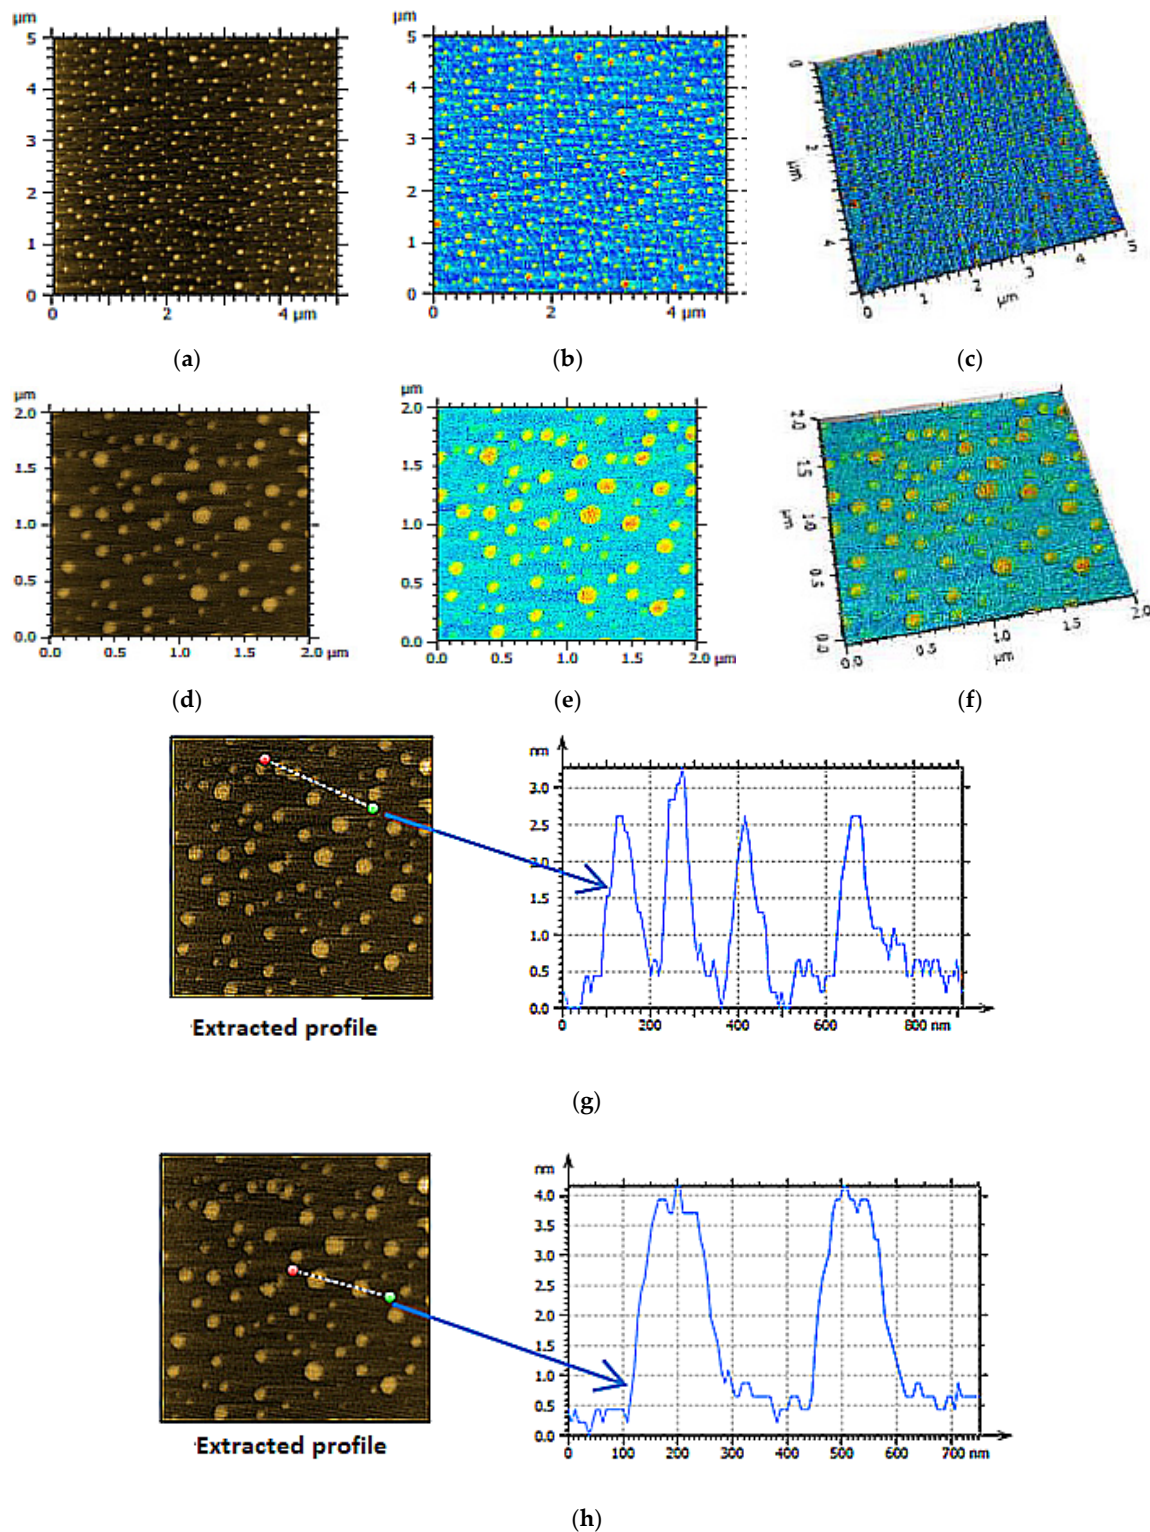 µm µm
5 5
4 4
3 3
2 2
1 1
0 0
0 2 4 µm
0 2 4 µm
0 2 4
µm
0 1 2 3 4 5
µm
(a) (b) (c)
µm µm
2.0 2.0
1.5 1.5
1.0 1.0
0.5 0.5
0.0 0.0
0.0 0.5 1.0 1.5 2.0 µm
0.0 0.5 1.0 1.5 2.0 µm
2.0 1.5 1.0 0.5 0.0
µm
0.0 0.5 1.0 1.5 2.0
µm
(d) (e) (f)
nm
3.0
2.5
2.0
1.5
1.0
0.5
0.0
0 200 400 600 800 nm
Extracted profile
(g)
nm
4.0
3.5
3.0
2.5
2.0
1.5
1.0
0.5
0.0
0 100 200 300 400 500 600 700 nm
Extracted profile
(h)